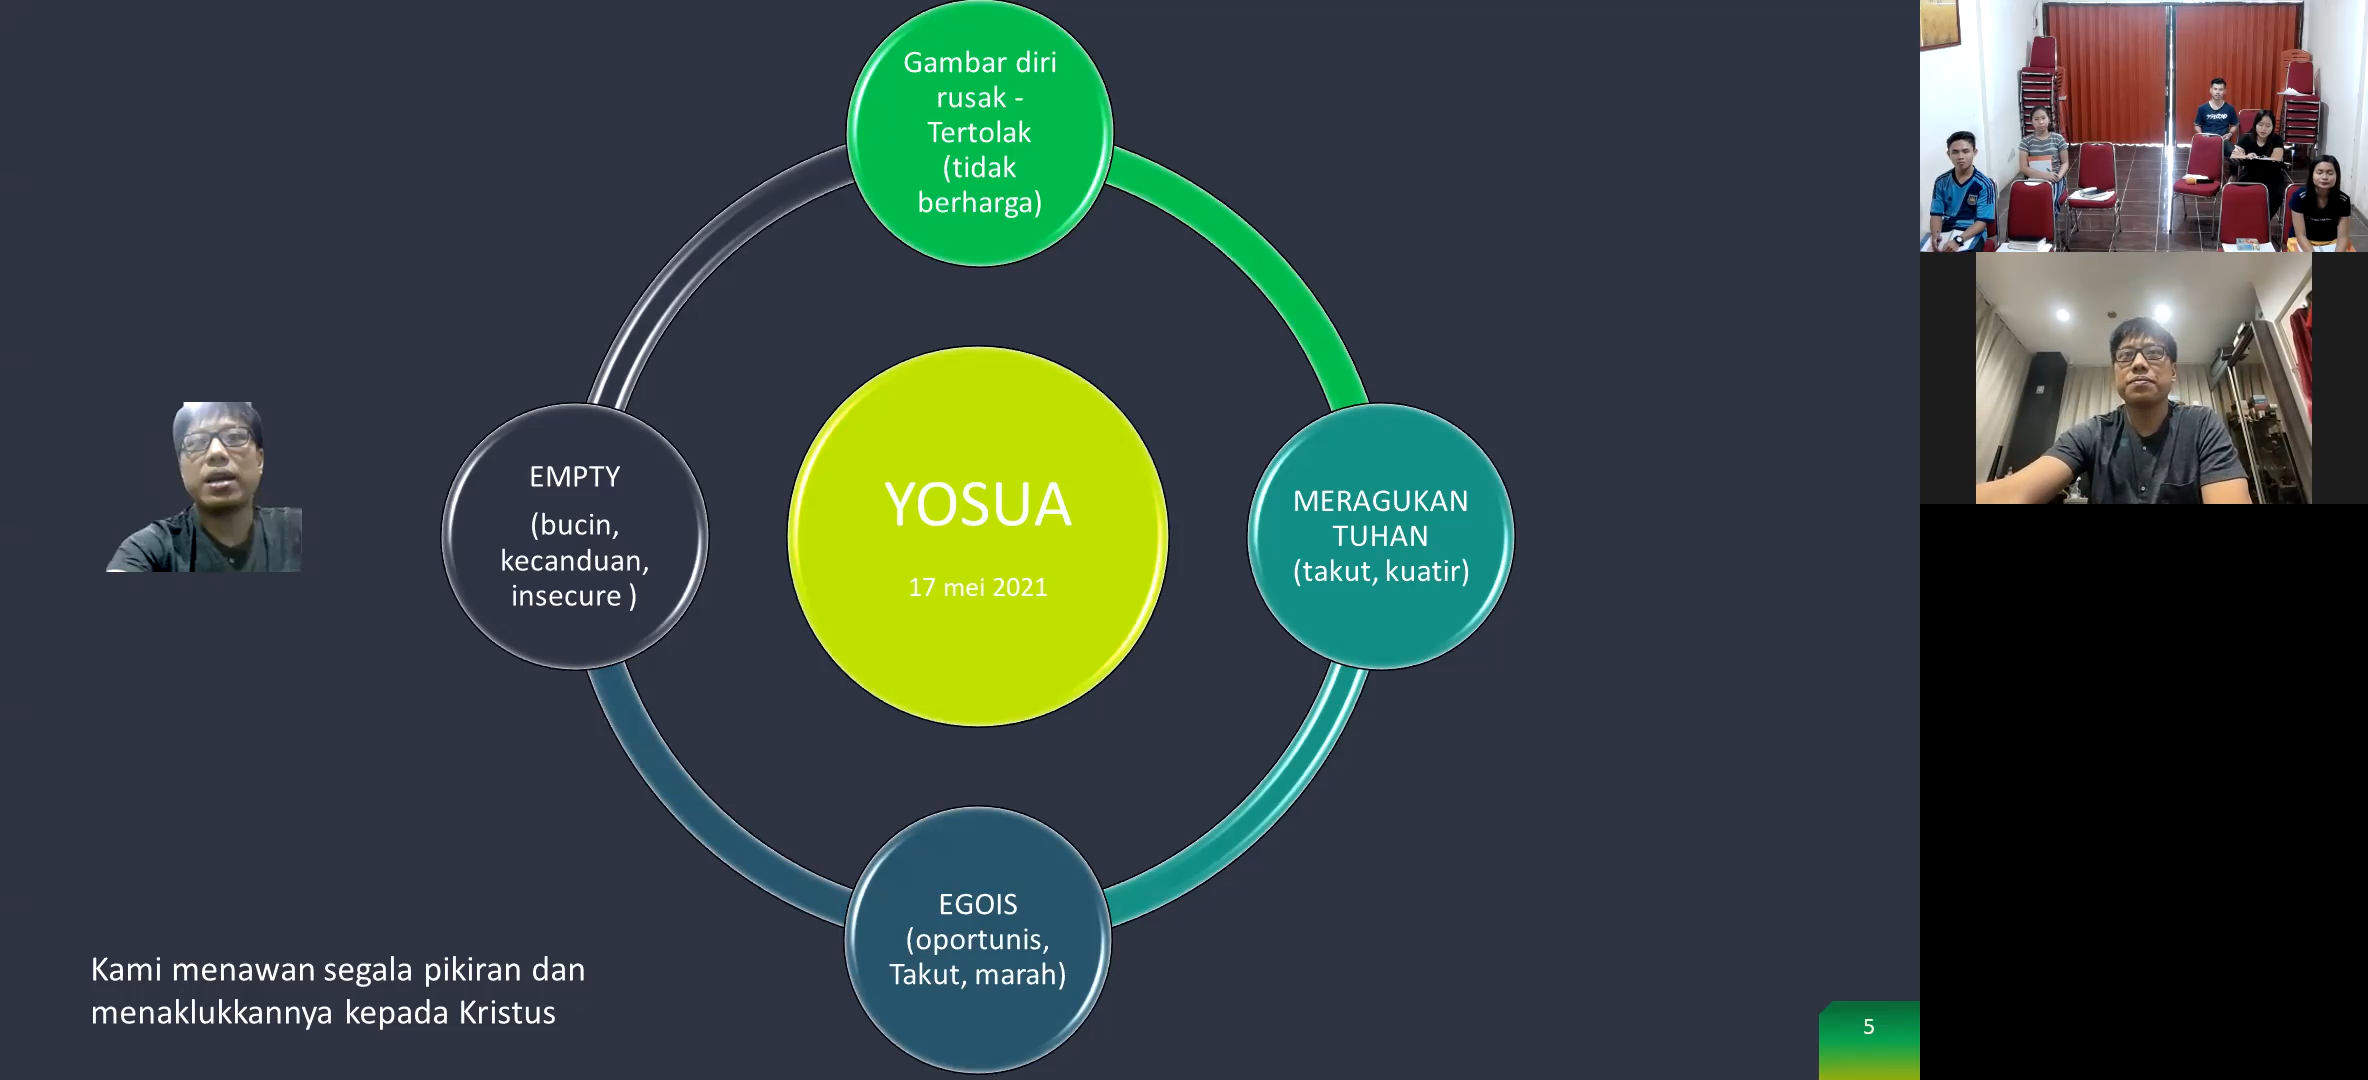 Gambar diri
rusak -
Tertolak
(tidak
berharga)
EMPTY
(bucin,
kecanduan,
insecure )
YOSUA
17 mei 2021
MERAGUKAN
TUHAN
(takut, kuatir)
EGOIS
(oportunis,
Takut, marah)
Kami menawan segala pikiran dan
menaklukkannya kepada Kristus
5